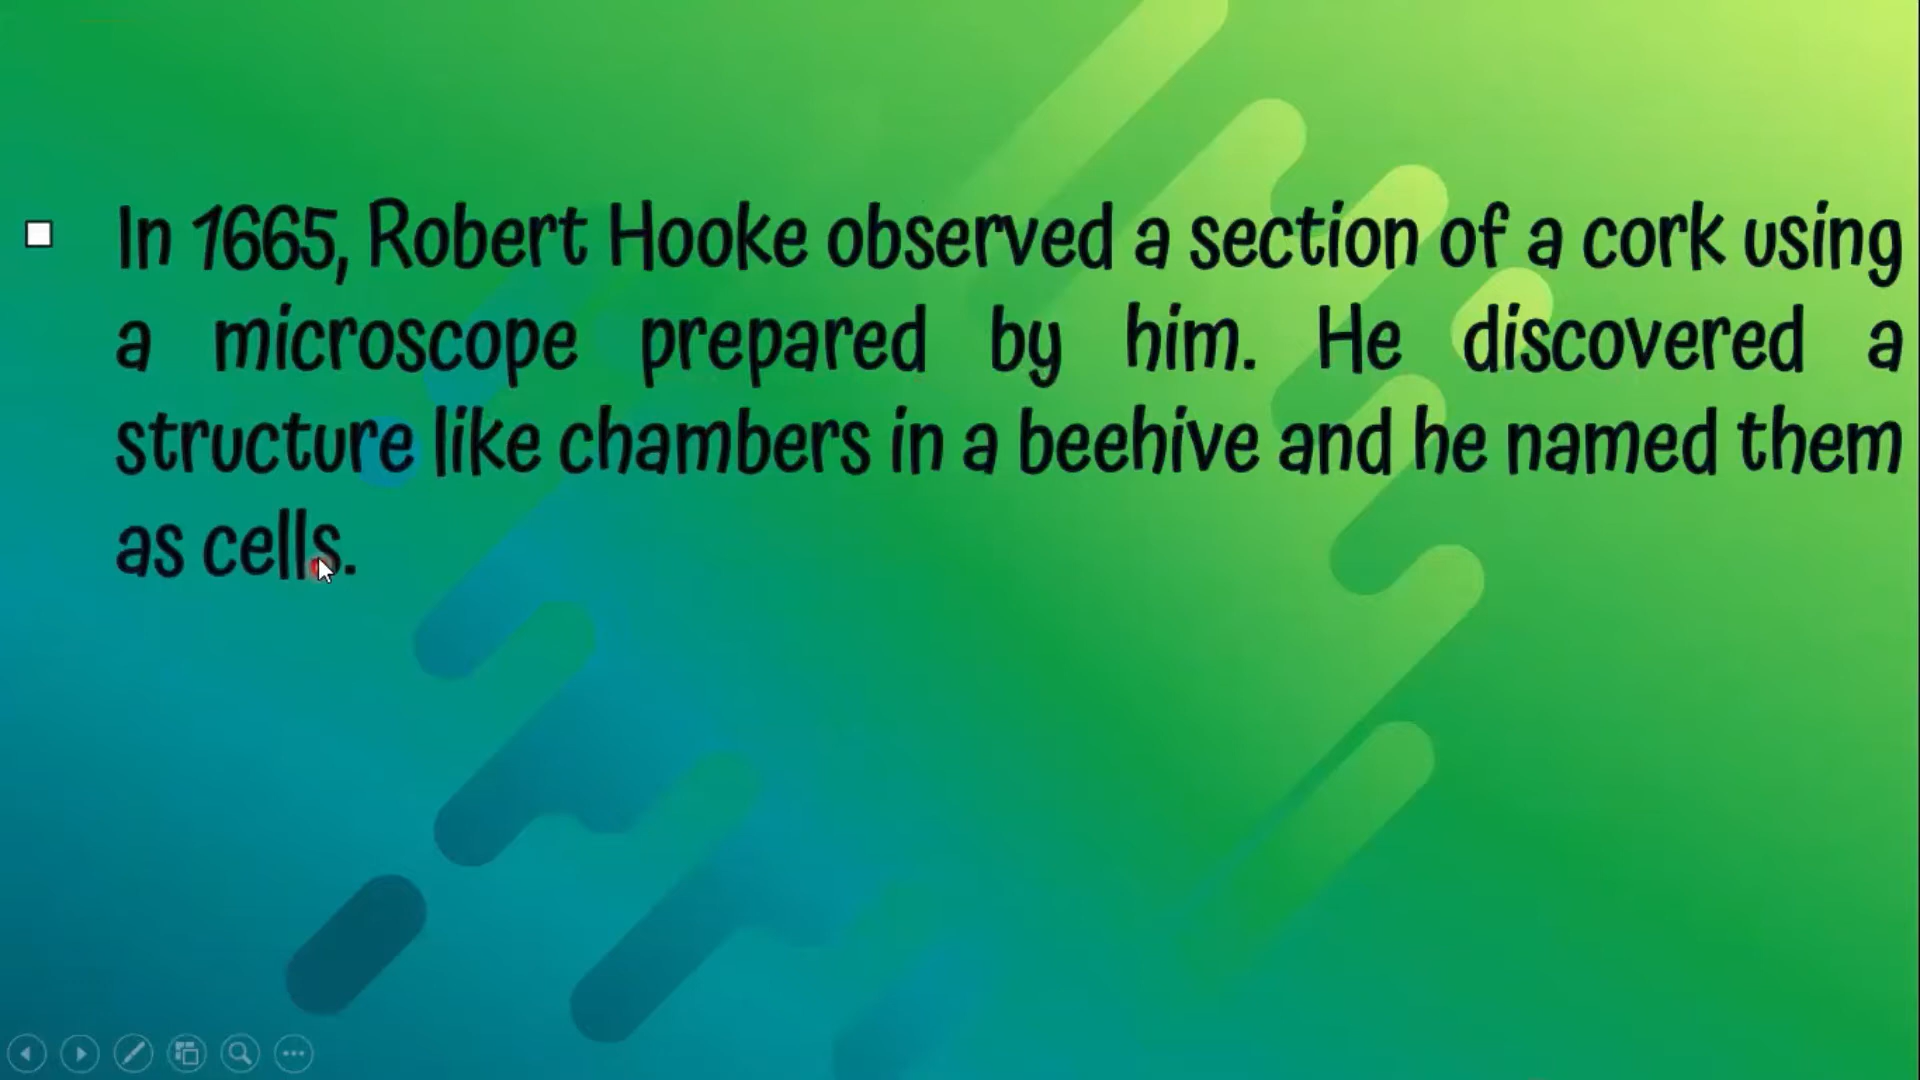 In 1665, Robert Hooke observed a section of a cork using
a microscope prepared by him. He discovered a
structure like chambers in a beehive and he named them
as cells.